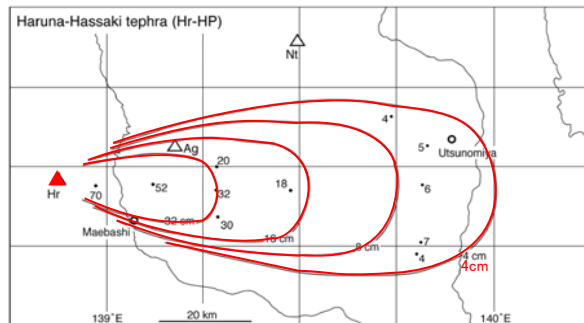 Haruna-Hassaki tephra (Hr-HP)
Nt
4
5
Utsunomiya
Ag
20
Hr
70
52
32
18
6
32 cm
30
Maebashi
16 cm
8 cm
7
4
4 cm
4cm
139°E
20 km
140°E